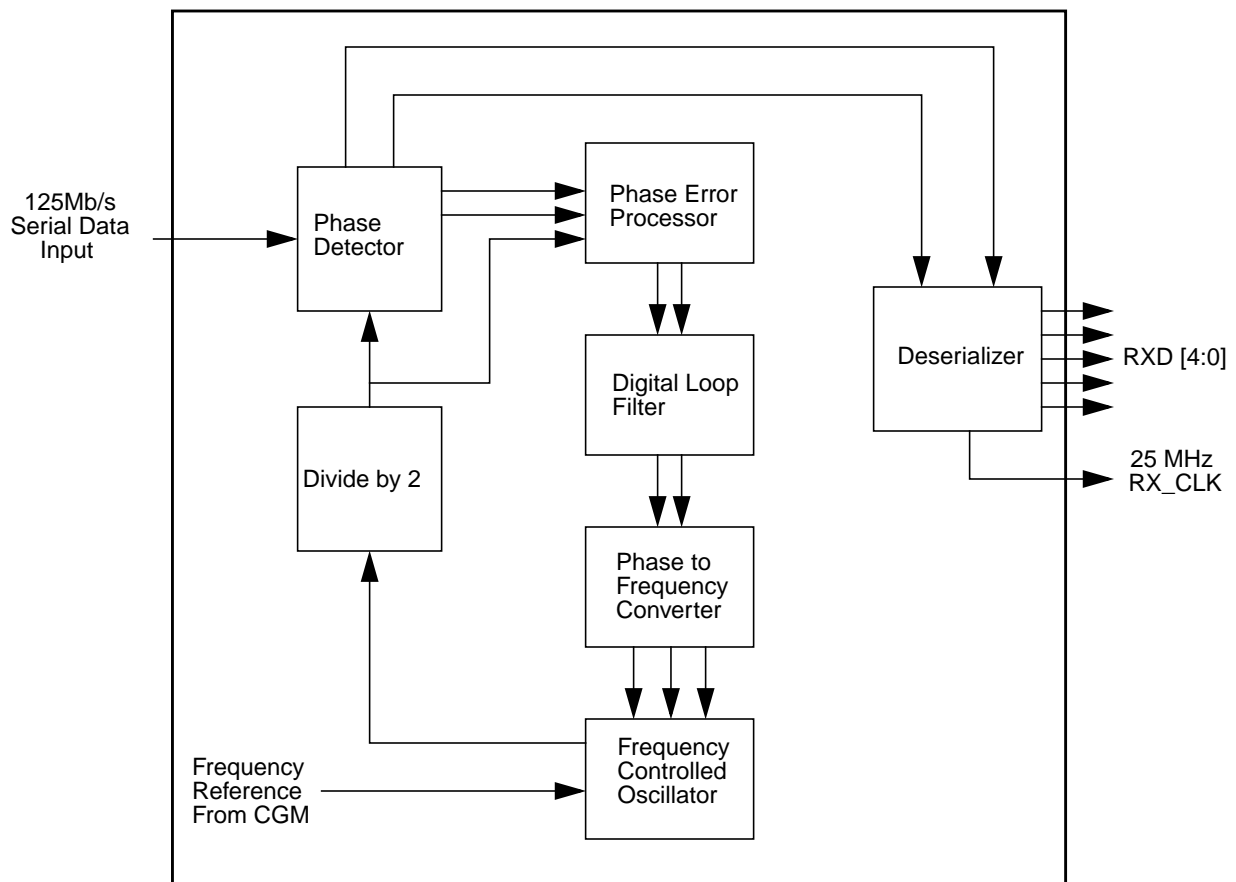 125Mb/s
Serial Data
Input
Phase
Detector
Phase Error
Processor
Deserializer
RXD [4:0]
Digital Loop
Filter
Divide by 2
25 MHz
RX_CLK
Phase to
Frequency
Converter
Frequency
Reference
From CGM
Frequency
Controlled
Oscillator